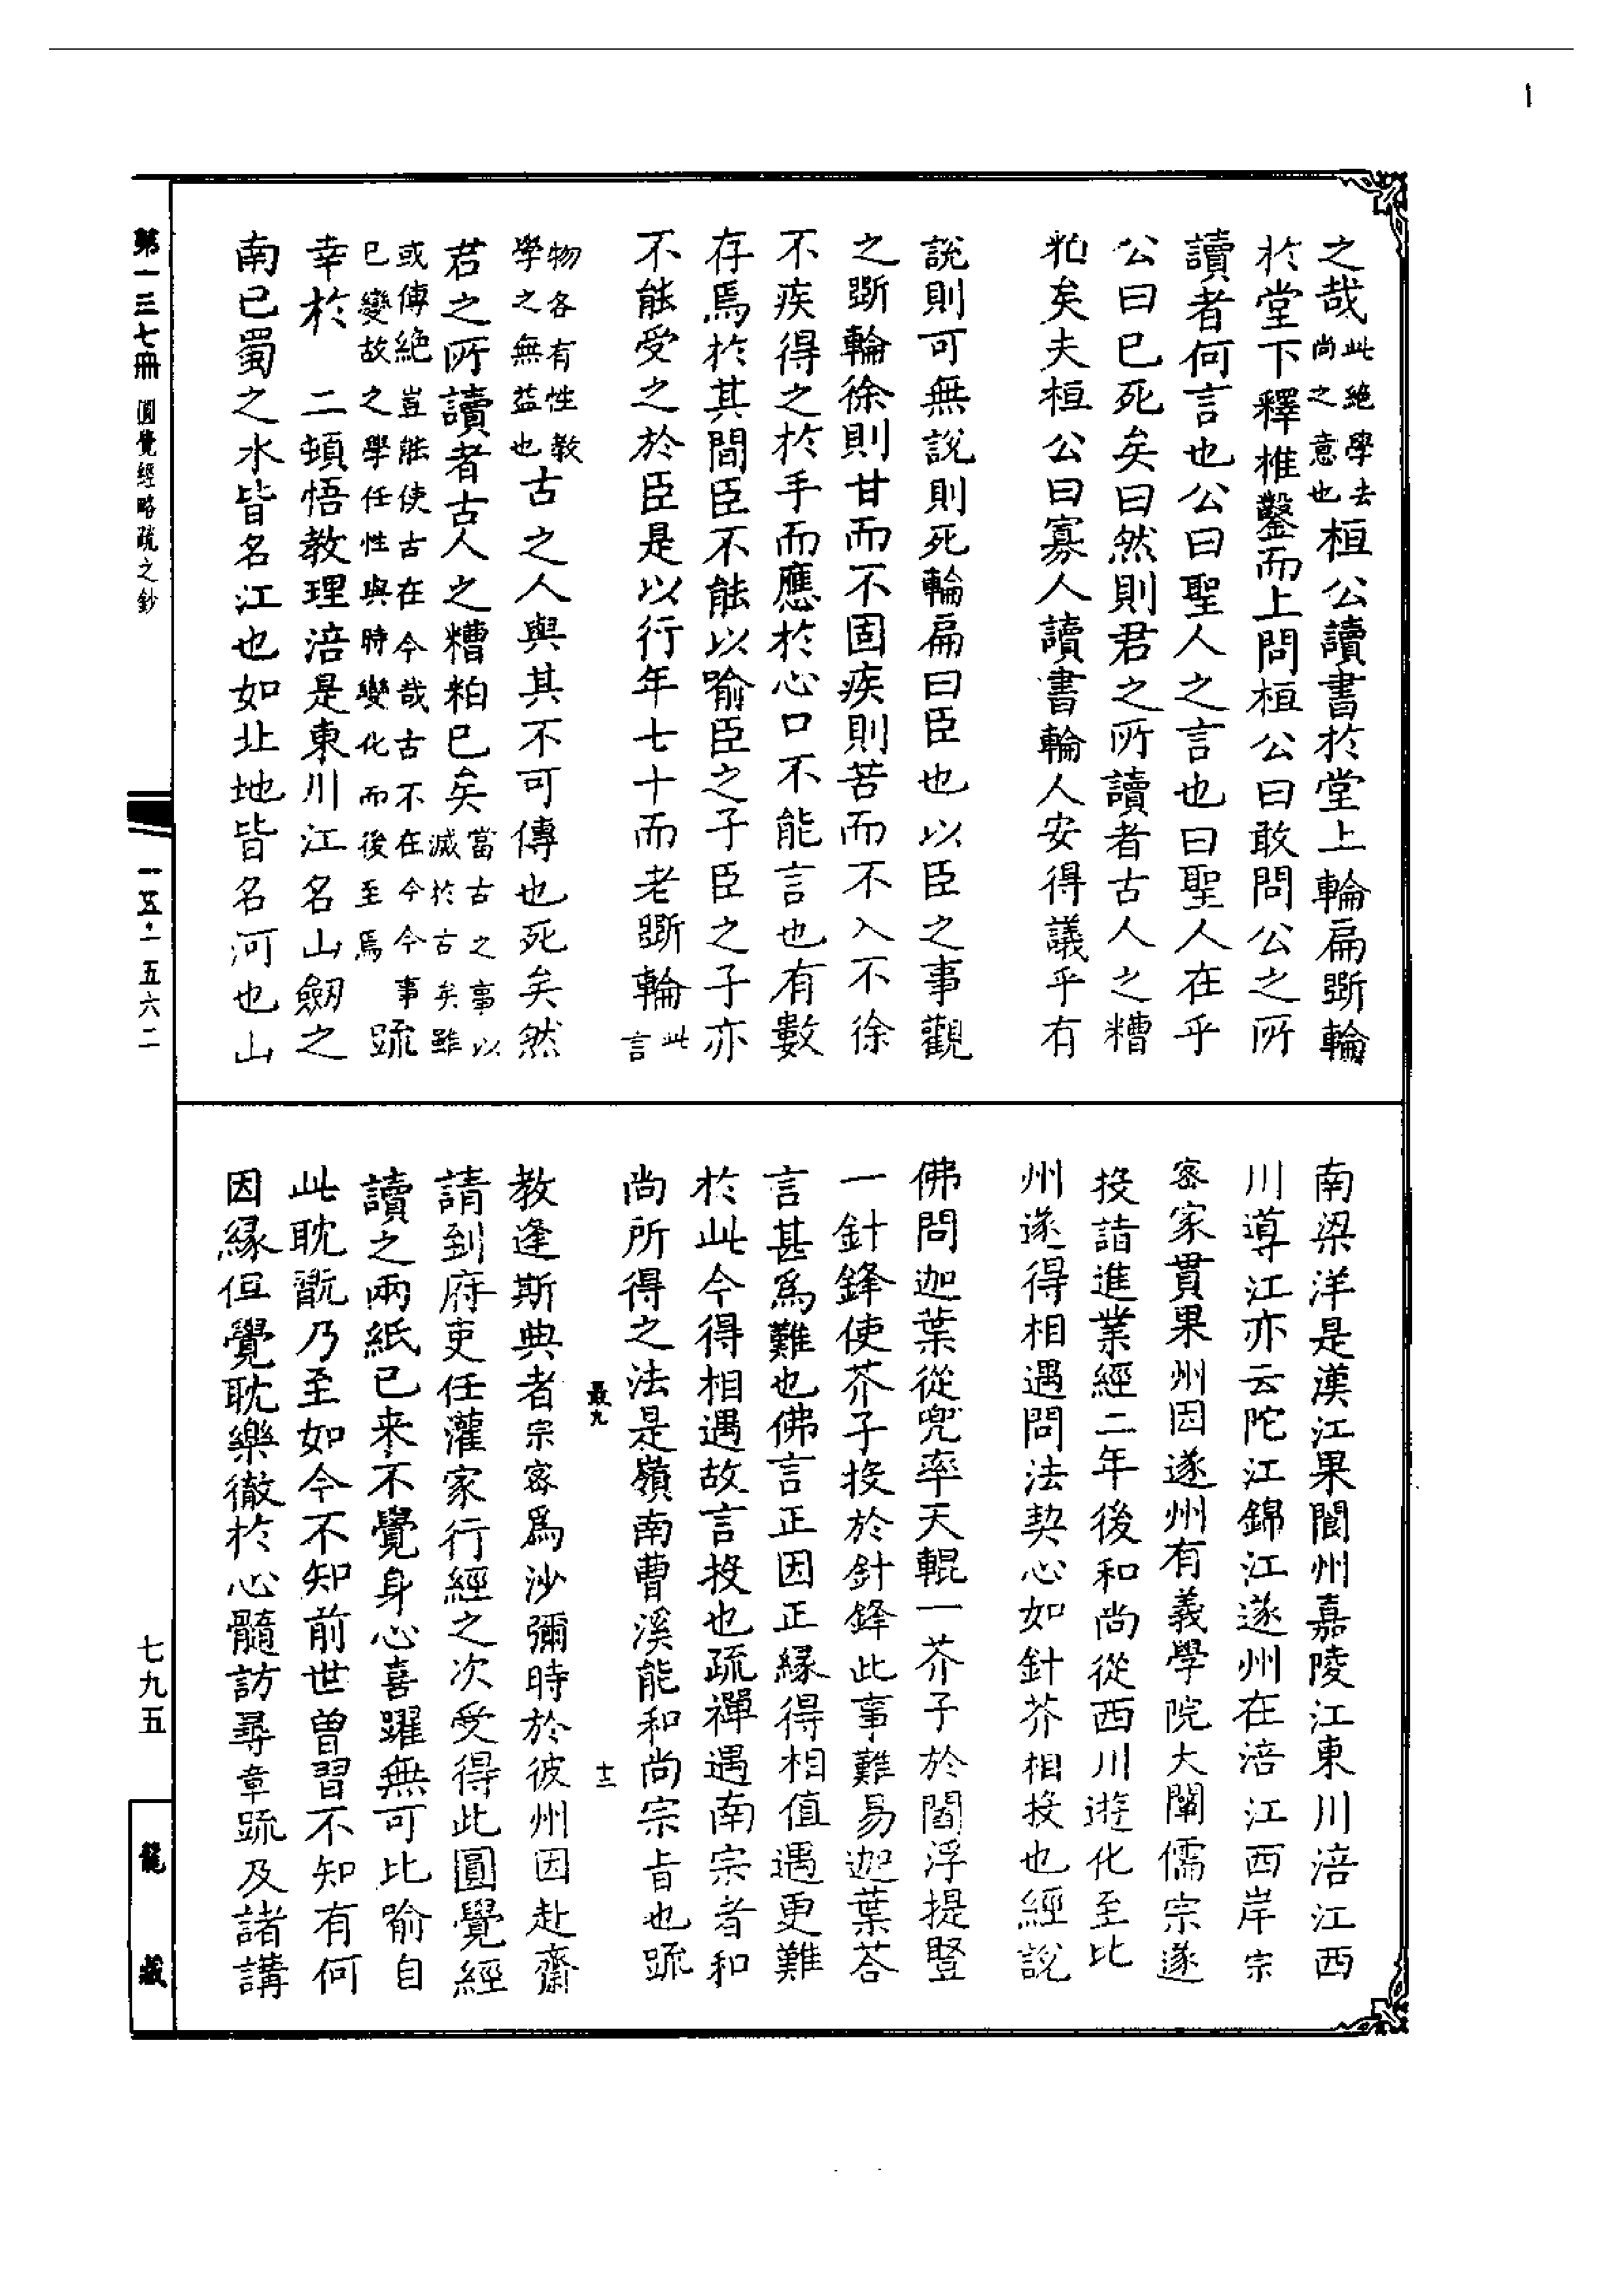 1
之哉此絶學去尚之意也桓公讀書於堂上輪扁斲輪
於堂下釋椎鑿而上問桓公曰敢問公之所
讀者何言也公曰聖人之言也曰聖人在乎
公曰已死矣曰然則君之所讀者古人之糟
粕矣夫桓公曰寡人讀書輪人安得議乎有
說則可無說則死輪扁曰臣也以臣之事觀
之斲輪徐則甘而不固疾則苦而不入不徐
不疾得之於手而應於心口不能言也有數
存焉於其間臣不能以喻臣之子臣之子亦
不能受之於臣是以行年七十而老斲輪此言
物各有性教學之無益也古之人與其不可傳也死矣然
君之所讀者古人之糟粕已矣當古之事以滅於古矣雖
或傳絶豈能使古在今哉古不在今今事已變故之學任性與時變化而後至焉疏
幸於　二頓悟教理涪是東川江名山劒之
南巳蜀之水皆名江也如北地皆名河也山
南梁洋是漢江果閬州嘉陵江東川涪江西
川導江亦云陀江錦江遂州在涪江西岸宗
密家貫果州因遂州有義學院大闡儒宗遂
投詣進業經二年後和尚從西川遊化至比
州遂得相遇問法契心如針芥相投也經說
佛問迦葉從兜率天輥一芥子於閻浮提豎
一針鋒使芥子投於針鋒此事難易迦葉荅
言甚爲難也佛言正因正緣得相值遇更難
於此今得相遇故言投也疏禪遇南宗者和
尚所得之法是嶺南曹溪能和尚宗旨也疏
最九
十三
教逢斯典者宗密爲沙彌時於彼州因赴齋
請到府吏任灌家行經之次受得此圓覺經
讀之兩紙已来不覺身心喜躍無可比喻自
此耽翫乃至如今不知前世曾習不知有何
因緣但覺耽樂徹於心髓訪尋章疏及諸講
第一三七冊　圓覺經略疏之鈔
一五·一五六二
七九五
龍藏